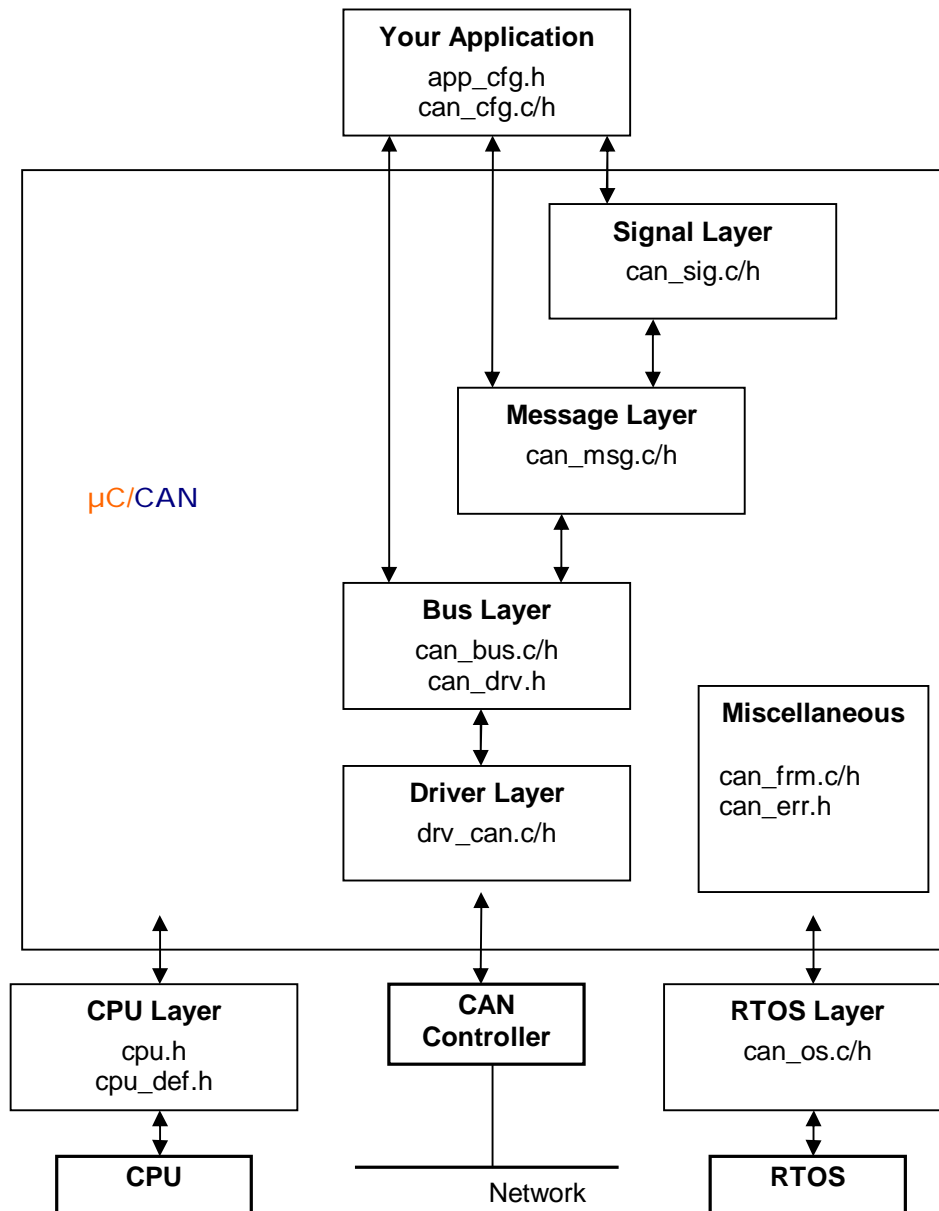 Your Application
app_cfg.h
can_cfg.c/h
Signal Layer
can_sig.c/h
Message Layer
can_msg.c/h
µC/CAN
Bus Layer
can_bus.c/h
can_drv.h
Miscellaneous
can_frm.c/h
can_err.h
Driver Layer
drv_can.c/h
CPU Layer
cpu.h
cpu_def.h
CAN
Controller
RTOS Layer
can_os.c/h
CPU
Network
RTOS